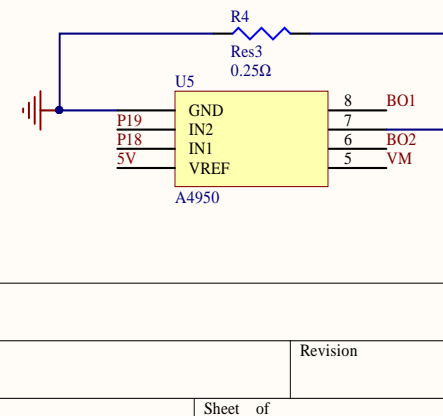 R4
Res3
0.25Ω
U5
GND
8
BO1
P19
IN2
7
P18
IN1
6
BO2
5V
VREF
5
VM
A4950
Revision
Sheet of